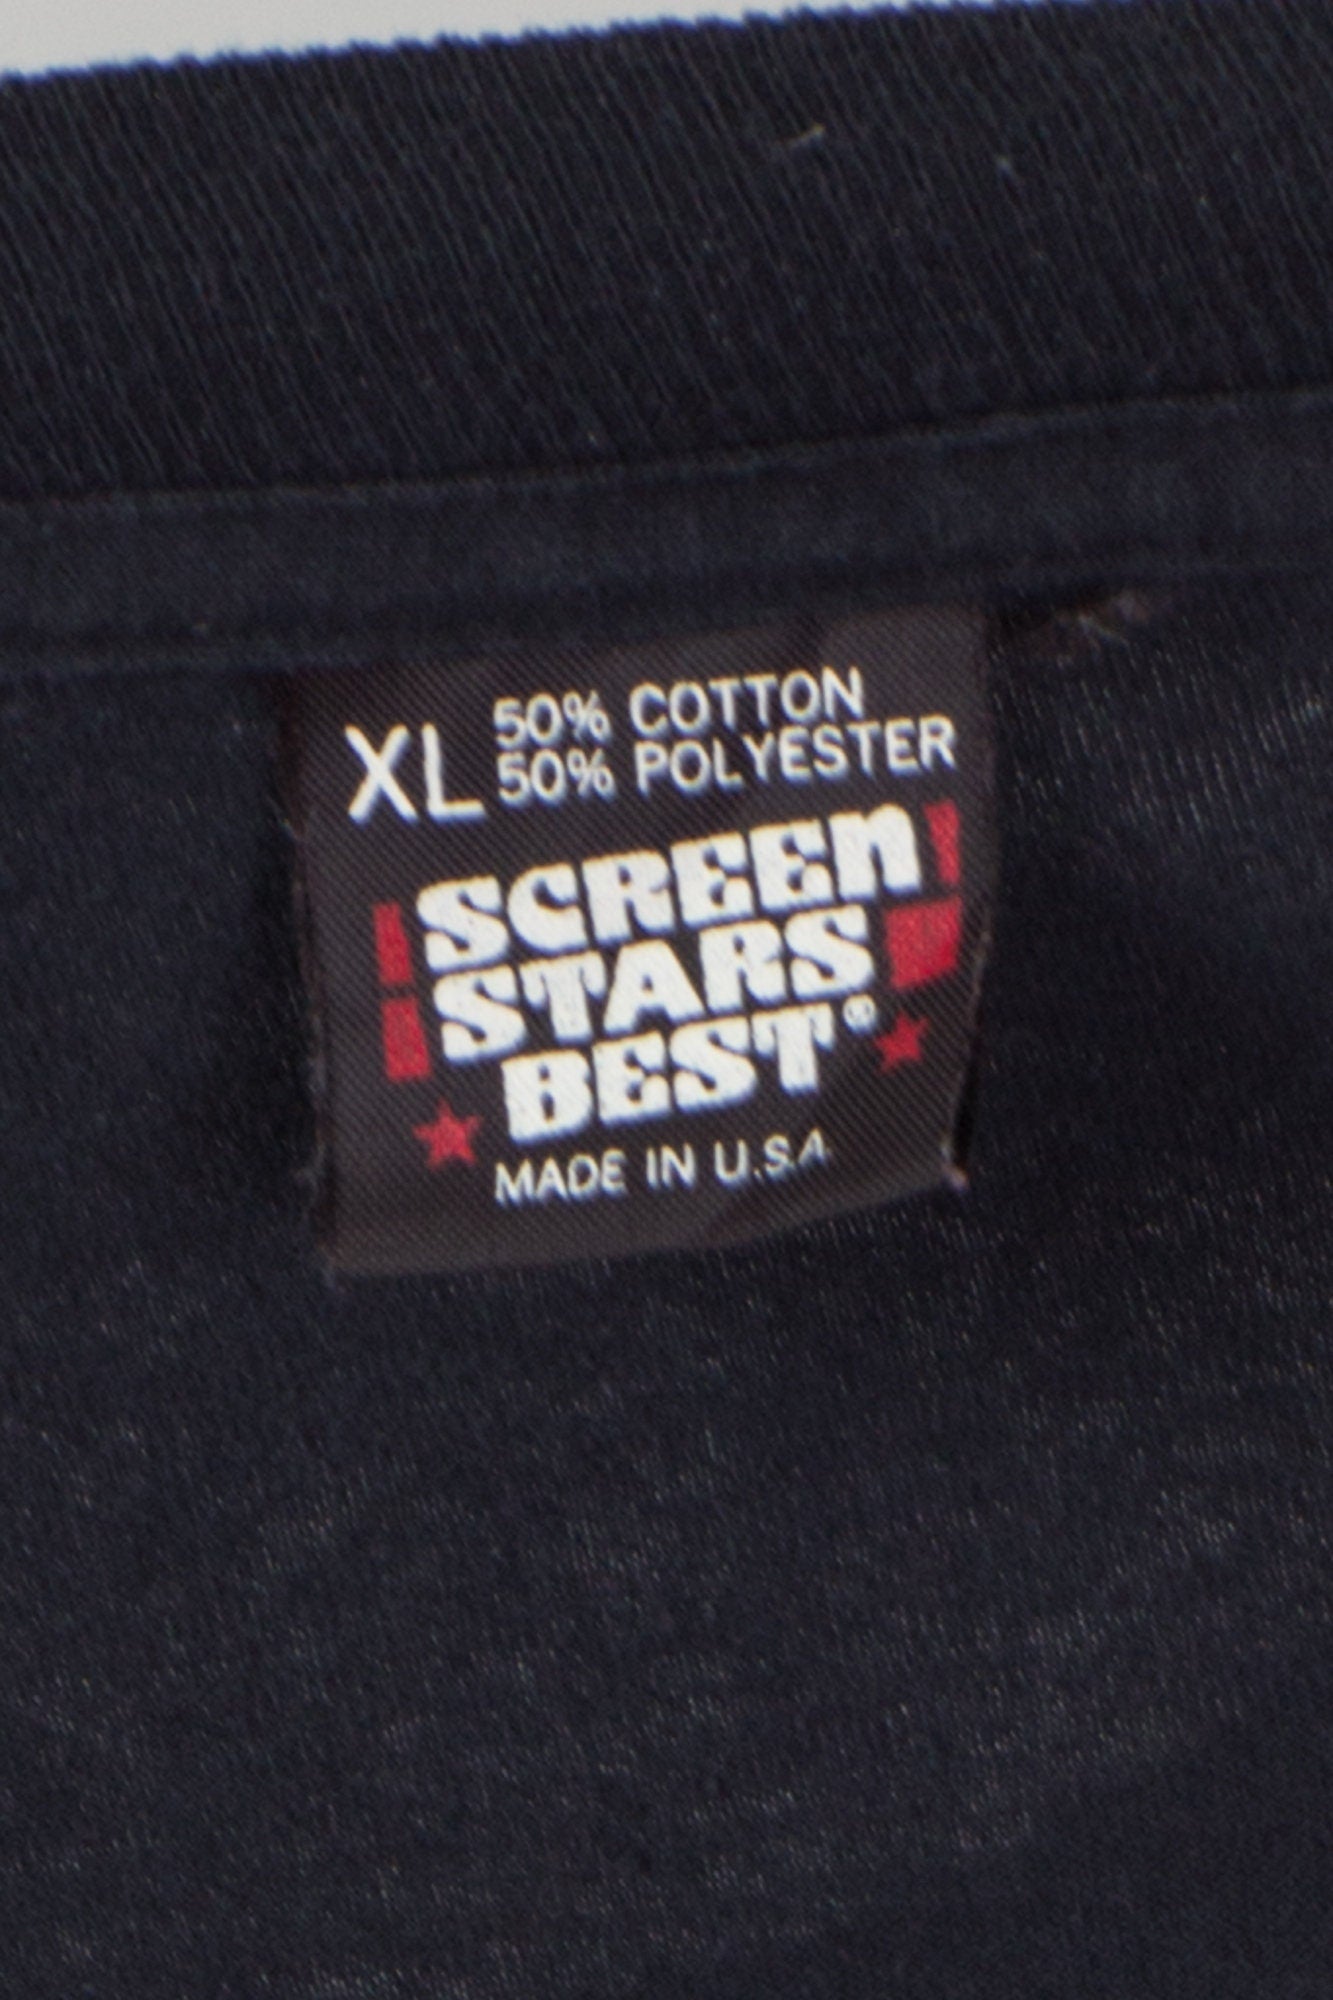 XL 50% COTTON
50% POLYESTER
SCREEN
STARS
BEST®
MADE IN U.S.A